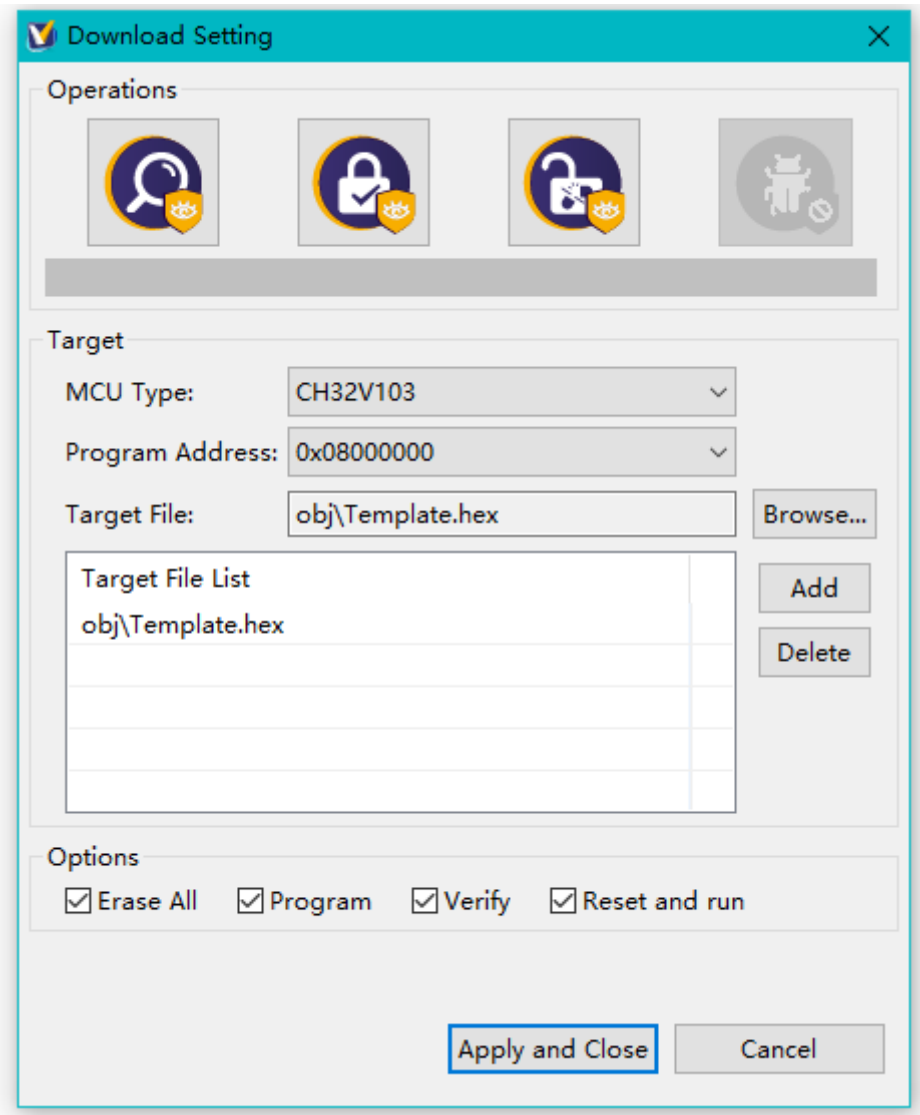 Download Setting
Operations
Target
MCU Type: CH32V103
Program Address: 0x08000000
Target File: obj\Template.hex Browse...
Target File List
Add
obj\Template.hex
Delete
Options
Erase All Program Verify Reset and run
Apply and Close Cancel